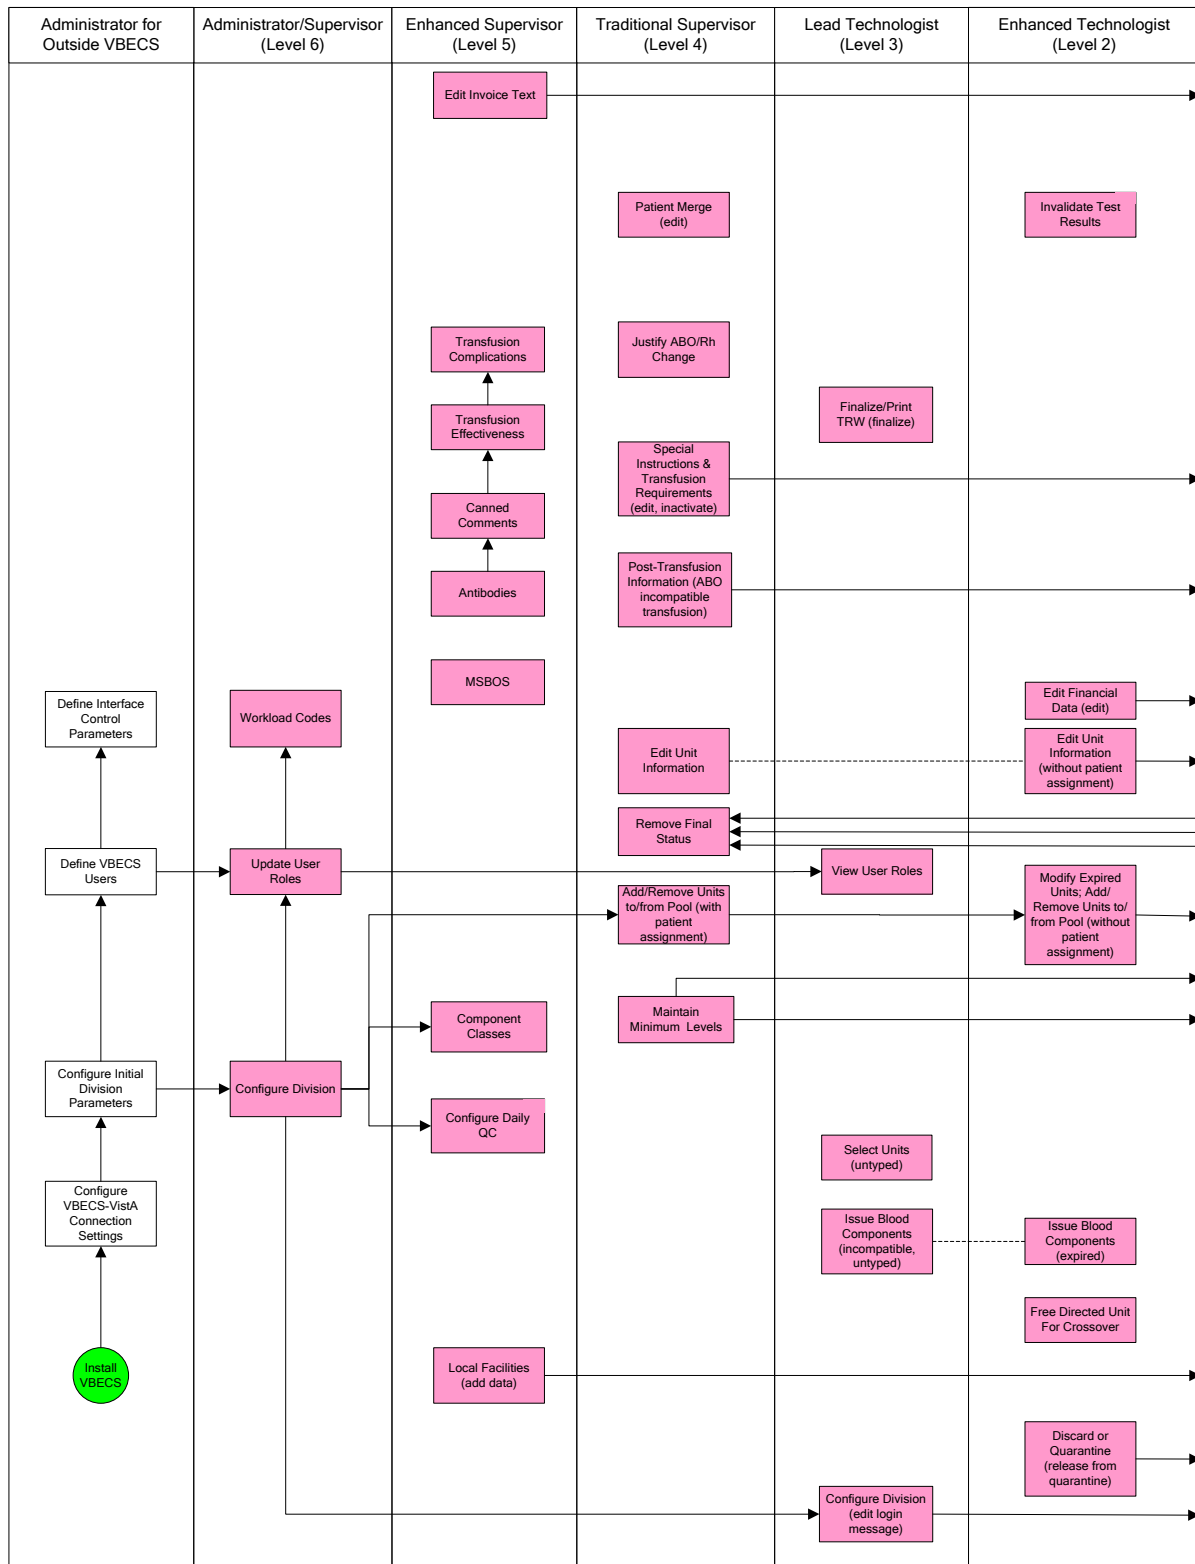 Administrator for
Outside VBECS
Administrator/Supervisor
(Level 6)
Enhanced Supervisor
(Level 5)
Traditional Supervisor
(Level 4)
Lead Technologist
(Level 3)
Enhanced Technologist
(Level 2)
Edit Invoice Text
Patient Merge
(edit)
Invalidate Test
Results
Transfusion
Complications
Justify ABO/Rh
Change
Transfusion
Effectiveness
Finalize/Print
TRW (finalize)
Special
Instructions &
Transfusion
Requirements
(edit, inactivate)
Canned
Comments
Antibodies
Post-Transfusion
Information (ABO
incompatible
transfusion)
MSBOS
Define Interface
Control
Parameters
Workload Codes
Edit Financial
Data (edit)
Edit Unit
Information
Edit Unit
Information
(without patient
assignment)
Remove Final
Status
Define VBECS
Users
Update User
Roles
View User Roles
Add/Remove Units
to/from Pool (with
patient
assignment)
Modify Expired
Units; Add/
Remove Units to/
from Pool (without
patient
assignment)
Component
Classes
Maintain
Minimum Levels
Configure Initial
Division
Parameters
Configure Division
Configure Daily
QC
Select Units
(untyped)
Configure
VBECS-VistA
Connection
Settings
Issue Blood
Components
(incompatible,
untyped)
Issue Blood
Components
(expired)
Free Directed Unit
For Crossover
Install
VBECS
Local Facilities
(add data)
Discard or
Quarantine
(release from
quarantine)
Configure Division
(edit login
message)